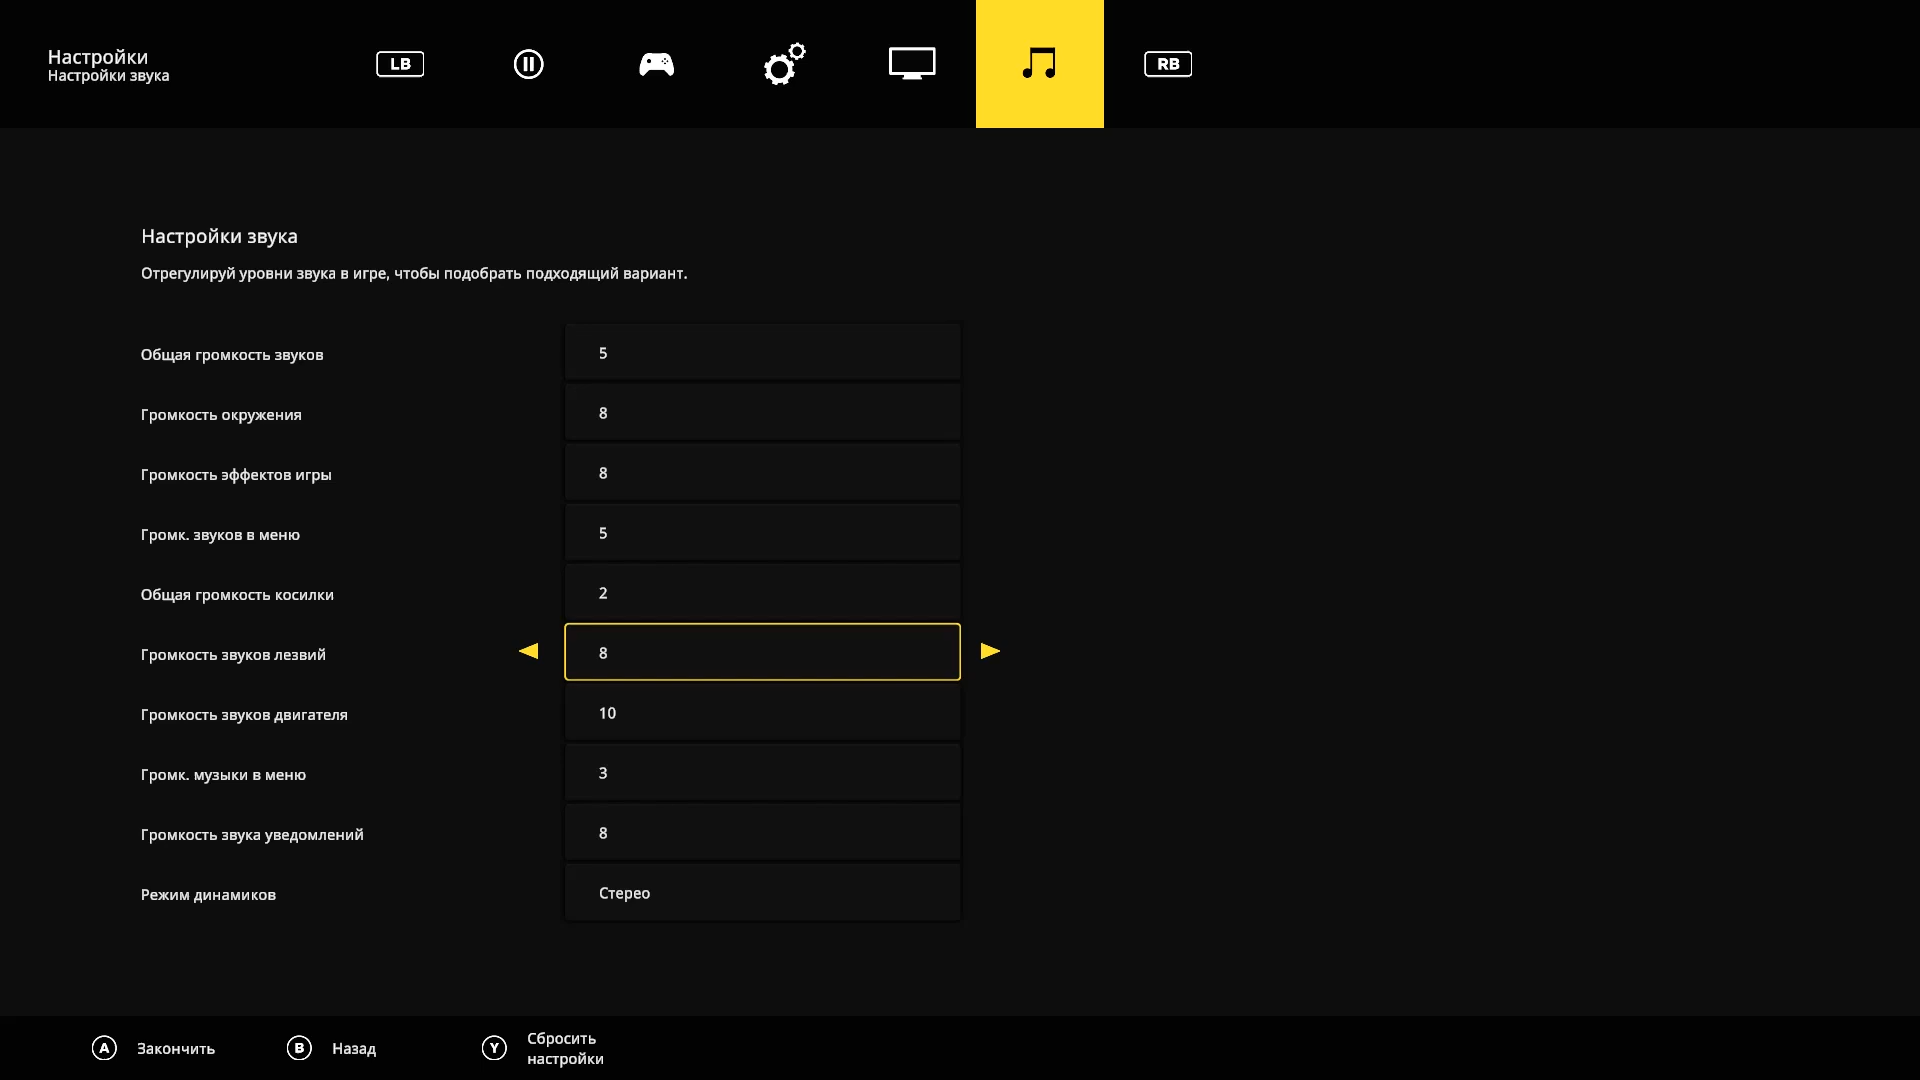 Настройки
Настройки звука
LB
RB
Настройки звука
Отрегулируй уровни звука в игре, чтобы подобрать подходящий вариант.
Общая громкость звуков 5
Громкость окружения 8
Громкость эффектов игры 8
Громк. звуков в меню 5
Общая громкость косилки 2
Громкость звуков лезвий 8
Громкость звуков двигателя 10
Громк. музыки в меню 3
Громкость звука уведомлений 8
Режим динамиков Стерео
A Закончить
B Назад
Y Сбросить
настройки